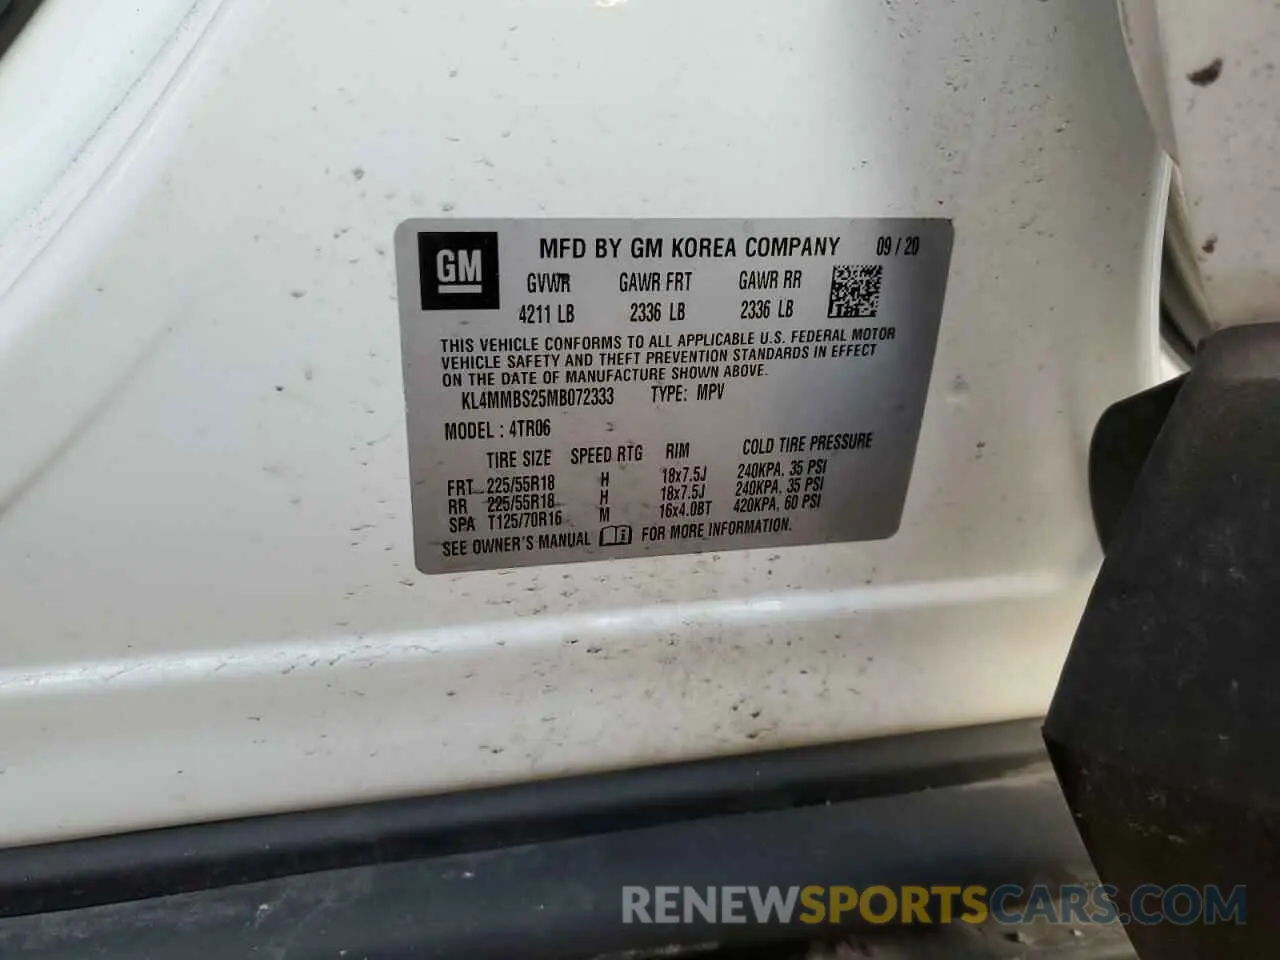 GM
MFD BY GM KOREA COMPANY 09 / 20
GVWR GAWR FRT GAWR RR
4211 LB 2336 LB 2336 LB
THIS VEHICLE CONFORMS TO ALL APPLICABLE U.S. FEDERAL MOTOR
VEHICLE SAFETY AND THEFT PREVENTION STANDARDS IN EFFECT
ON THE DATE OF MANUFACTURE SHOWN ABOVE.
KL4MMBS25MB072333 TYPE: MPV
MODEL : 4TR06
TIRE SIZE SPEED RTG RIM COLD TIRE PRESSURE
FRT 225/55R18 H 18x7.5J 240KPA, 35 PSI
RR 225/55R18 H 18x7.5J 240KPA, 35 PSI
SPA T125/70R16 M 16x4.0BT 420KPA, 60 PSI
SEE OWNER'S MANUAL i FOR MORE INFORMATION.
RENEWSPORTSCARS.COM